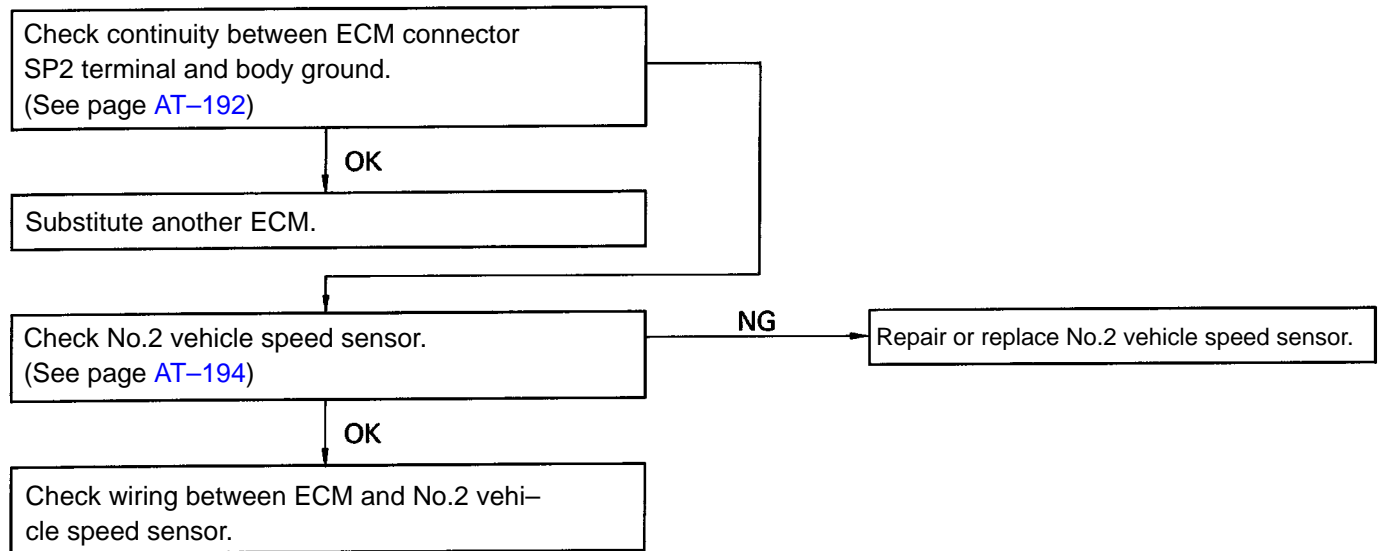 Check continuity between ECM connector
SP2 terminal and body ground.
(See page AT–192)
OK
Substitute another ECM.
Check No.2 vehicle speed sensor.
(See page AT–194)
NG
Repair or replace No.2 vehicle speed sensor.
OK
Check wiring between ECM and No.2 vehi–
cle speed sensor.